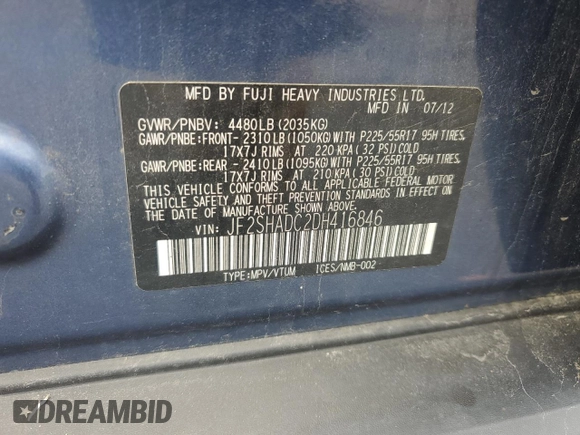 MFD BY FUJI HEAVY INDUSTRIES LTD.
MFD IN 07/12
GVWR/PNBV: 4480LB(2035KG)
GAWR/PNBE:FRONT- 2310LB(1050KG)WITH P225/55R17 95H TIRES,
17X7J RIMS AT 220 KPA (32 PSI) COLD
GAWR/PNBE:REAR - 2410LB(1095KG)WITH P225/55R17 95H TIRES,
17X7J RIMS AT 210 KPA (30 PSI) COLD
THIS VEHICLE CONFORMS TO ALL APPLICABLE FEDERAL MOTOR
VEHICLE SAFETY AND THEFT PREVENTION STANDARDS IN EFFECT ON
THE DATE OF MANUFACTURE SHOWN ABOVE.
VIN: JF2SHADC2DH416846
TYPE:MPV/VTUM ICES/NMB-002
DREAMBID